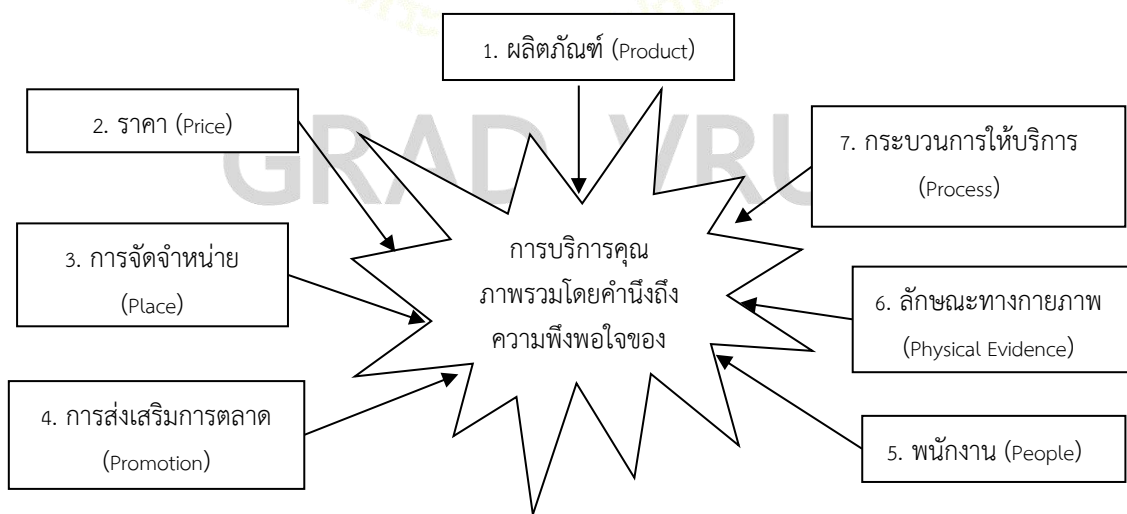 1. ผลิตภัณฑ์ (Product)
2. ราคา (Price)
GRAD VRU
7. กระบวนการให้บริการ
(Process)
3. การจัดจำหน่าย
(Place)
การบริการคุณ
ภาพรวมโดยคำนึงถึง
ความพึงพอใจของ
6. ลักษณะทางกายภาพ
(Physical Evidence)
4. การส่งเสริมการตลาด
(Promotion)
5. พนักงาน (People)